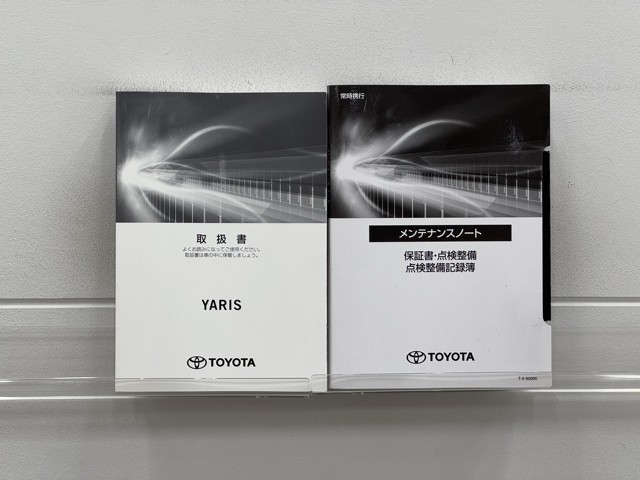 取扱書
よくお読みになってご使用ください。
取扱書は車の中に保管しましょう。
YARIS
TOYOTA
常時携行
メンテナンスノート
保証書・点検整備
点検整備記録簿
TOYOTA